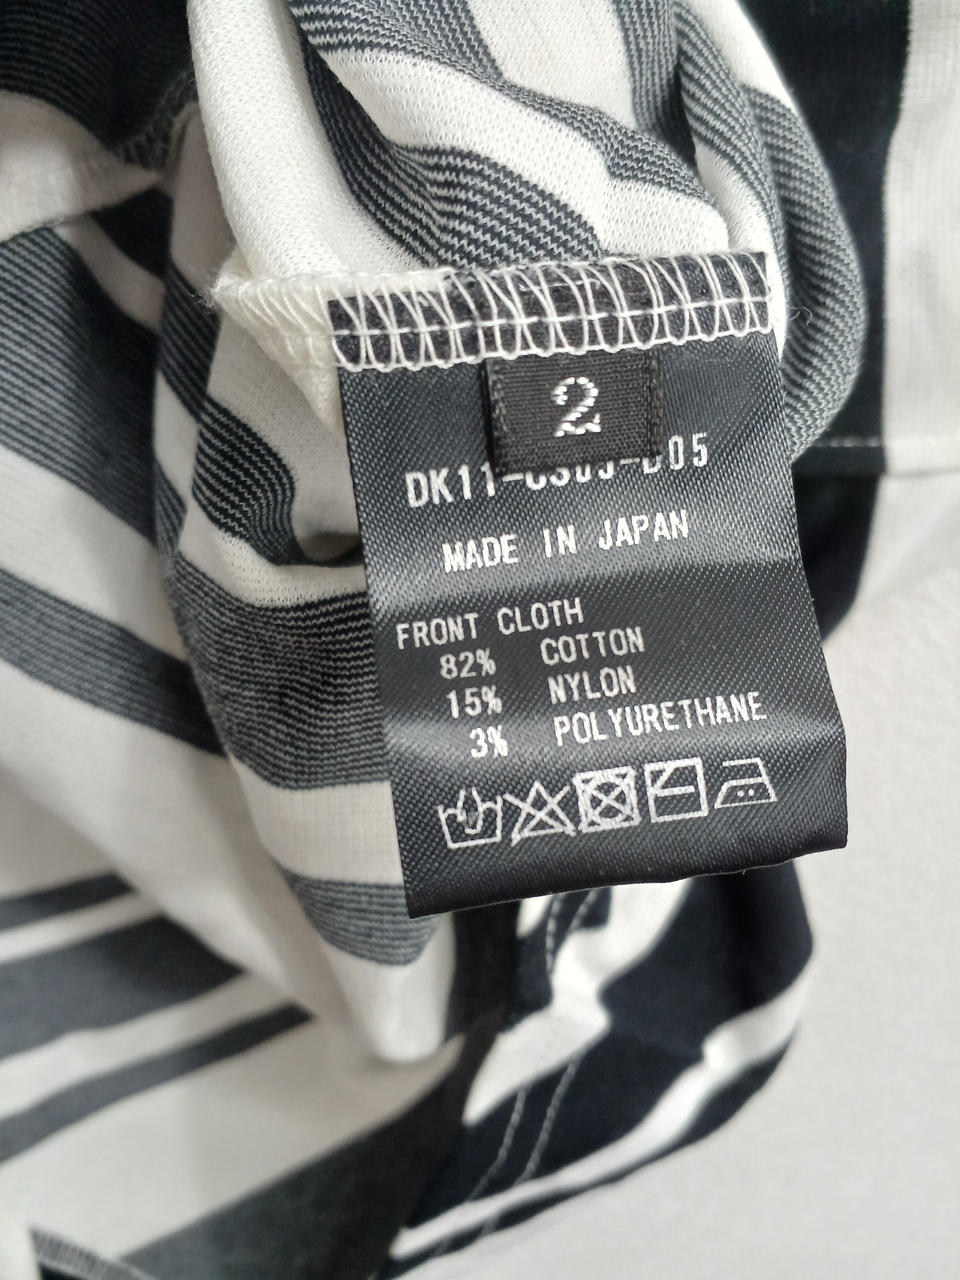 2
MADE IN JAPAN
FRONT CLOTH
82% COTTON
15% NYLON
3% POLYURETHANE